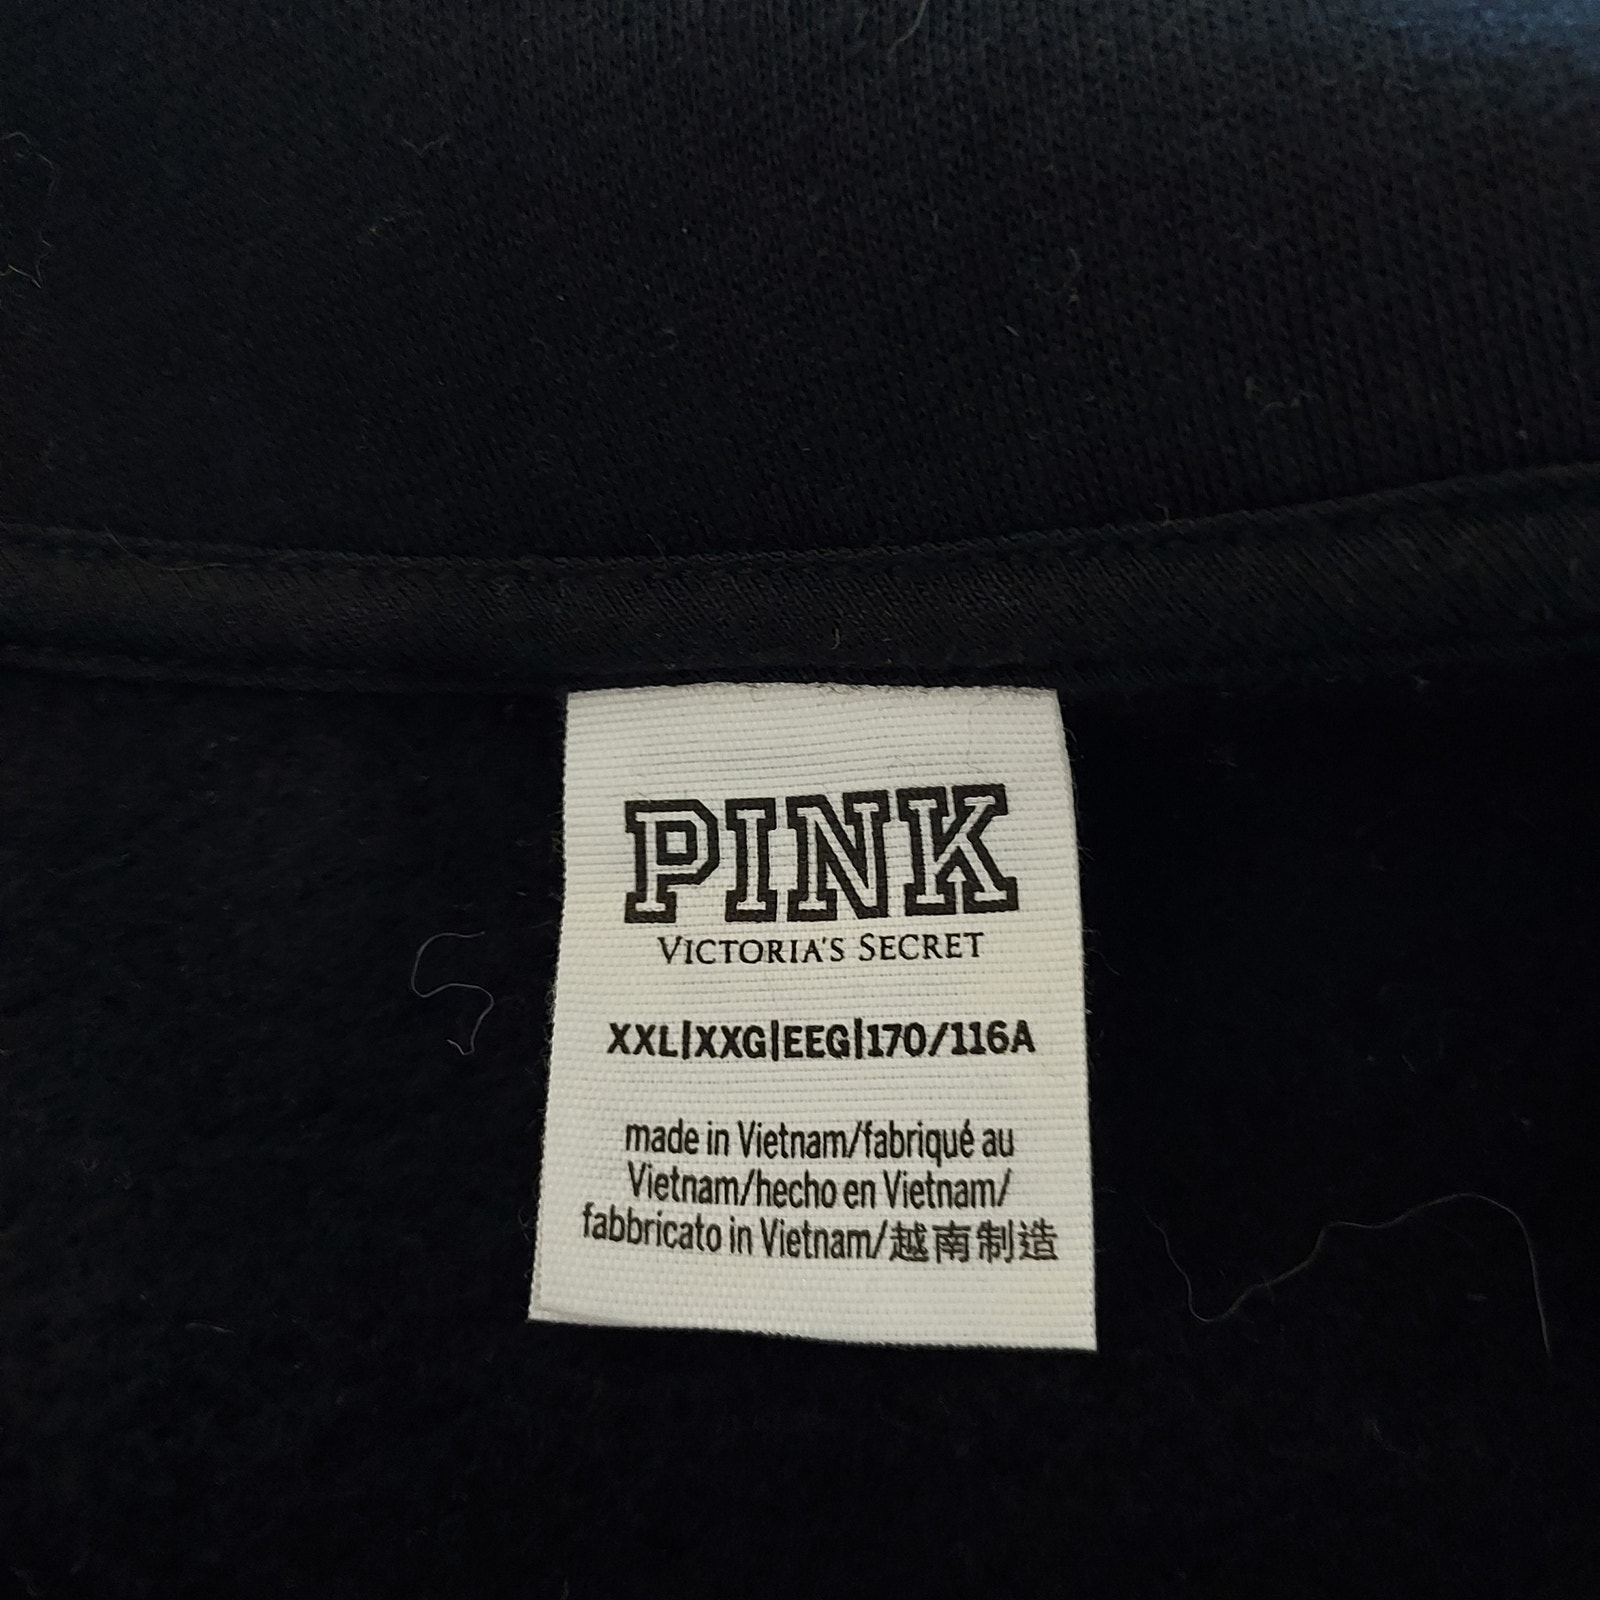 PINK
VICTORIA'S SECRET
XXL|XXG|EEG|170/116A
made in Vietnam/fabriqué au
Vietnam/hecho en Vietnam/
fabbricato in Vietnam/越南制造